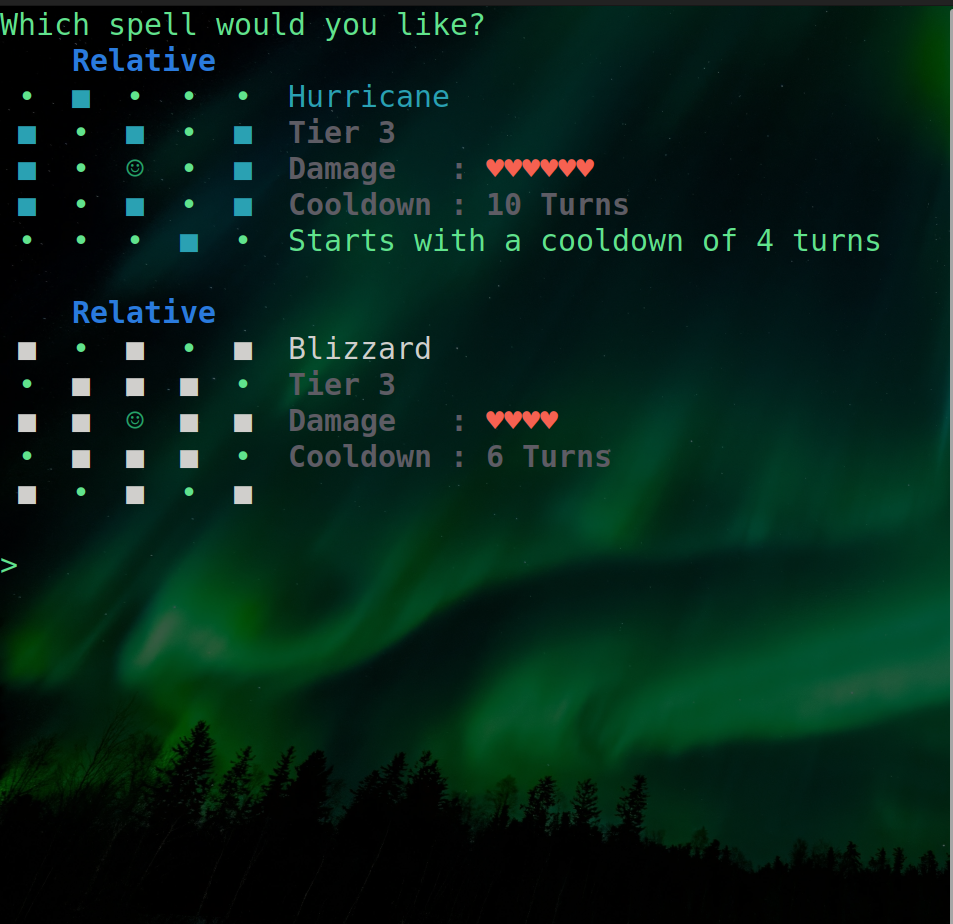 Which spell would you like?
Relative
• ■ • • • Hurricane
■ • ■ • ■ Tier 3
■ • ☺ • ■ Damage : ♥♥♥♥♥♥
■ • ■ • ■ Cooldown : 10 Turns
• • • ■ • Starts with a cooldown of 4 turns
Relative
■ • ■ • ■ Blizzard
• ■ ■ ■ • Tier 3
■ ■ ☺ ■ ■ Damage : ♥♥♥♥
• ■ ■ ■ • Cooldown : 6 Turns
■ • ■ • ■
>